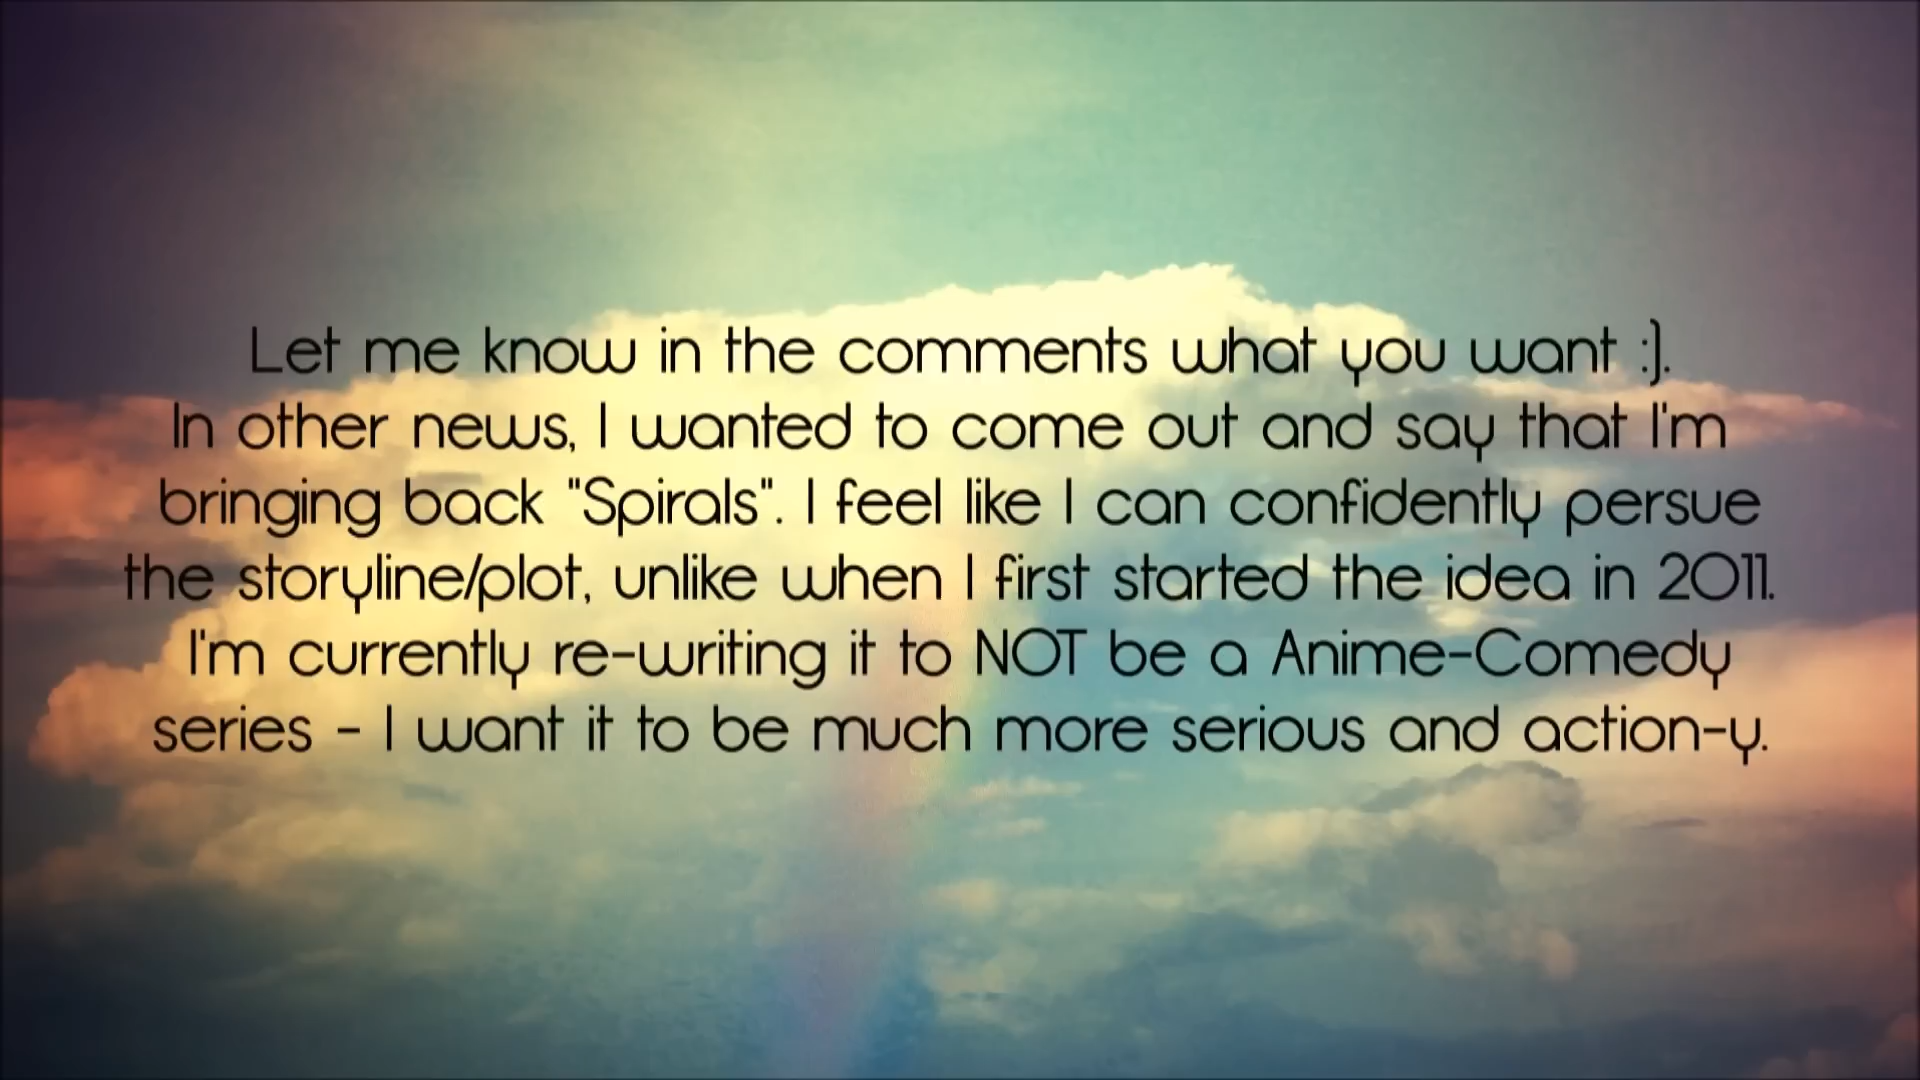 Let me know in the comments what you want :).
In other news, I wanted to come out and say that I'm
bringing back "Spirals". I feel like I can confidently persue
the storyline/plot, unlike when I first started the idea in 2011.
I'm currently re-writing it to NOT be a Anime-Comedy
series - I want it to be much more serious and action-y.